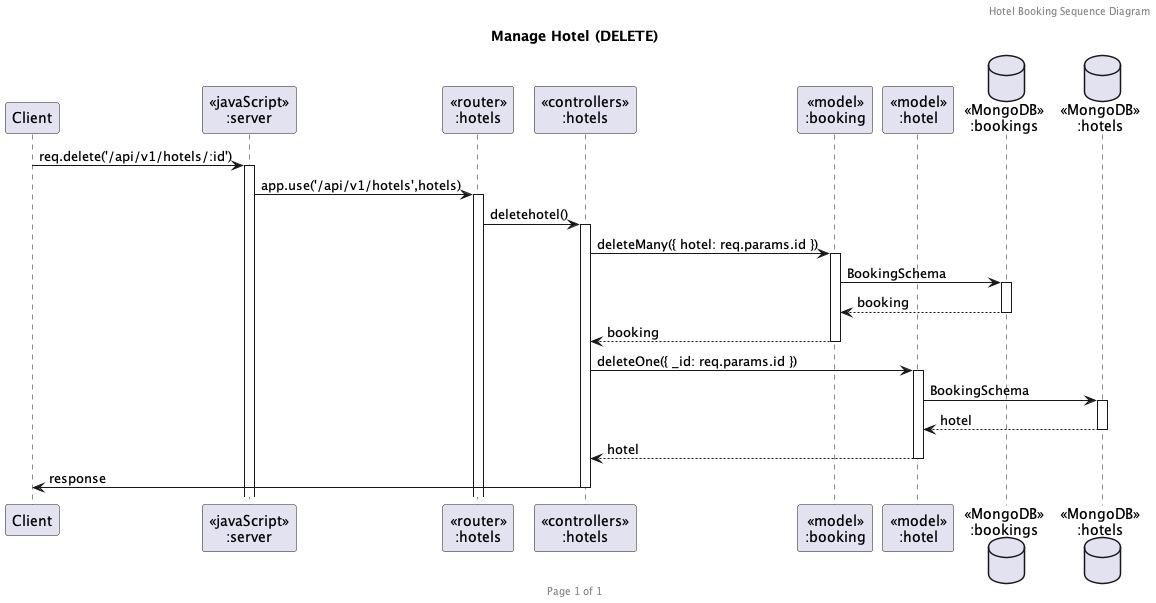 Hotel Booking Sequence Diagram
Manage Hotel (DELETE)
Client
«javaScript»
:server
«router»
:hotels
«controllers»
:hotels
«model»
:booking
«model»
:hotel
«MongoDB»
:bookings
«MongoDB»
:hotels
req.delete('/api/v1/hotels/:id')
app.use('/api/v1/hotels',hotels)
deletehotel()
deleteMany({ hotel: req.params.id })
BookingSchema
booking
booking
deleteOne({ _id: req.params.id })
BookingSchema
hotel
hotel
response
Client
«javaScript»
:server
«router»
:hotels
«controllers»
:hotels
«model»
:booking
«model»
:hotel
«MongoDB»
:bookings
«MongoDB»
:hotels
Page 1 of 1